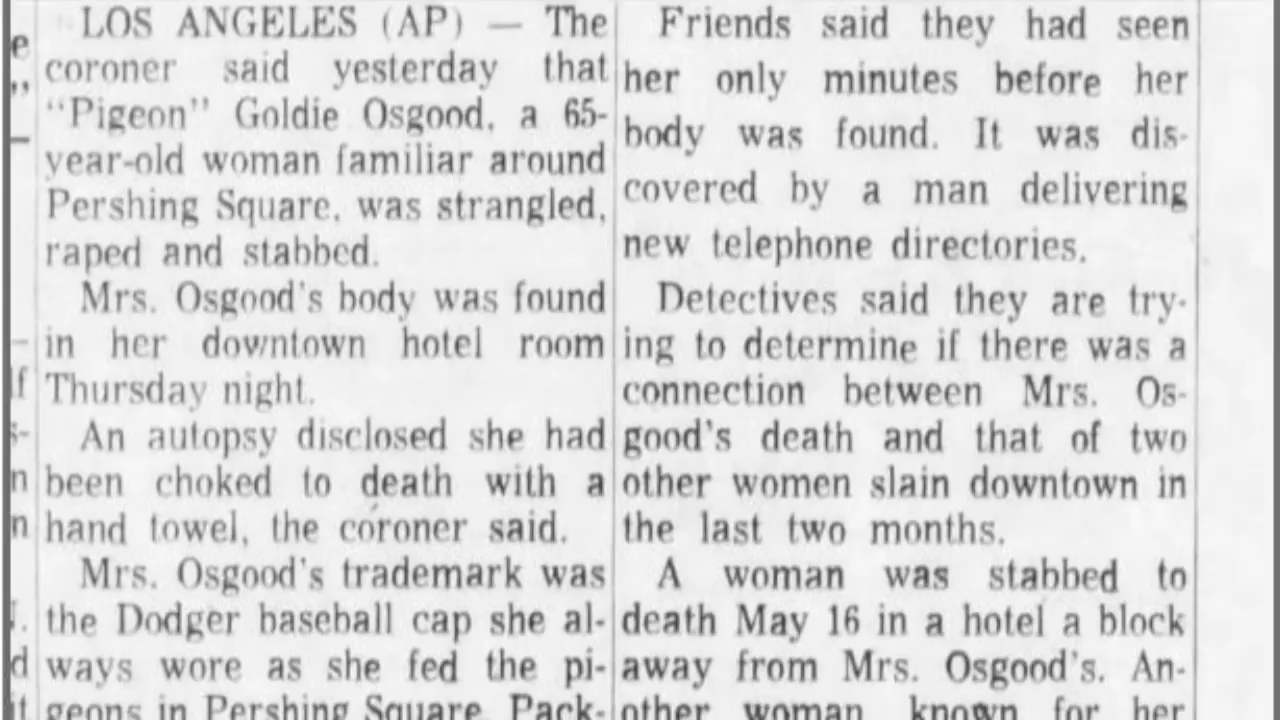 LOS ANGELES (AP) — The
coroner said yesterday that
"Pigeon" Goldie Osgood, a 65-
year-old woman familiar around
Pershing Square, was strangled,
raped and stabbed.
Mrs. Osgood's body was found
in her downtown hotel room
Thursday night.
An autopsy disclosed she had
been choked to death with a
hand towel, the coroner said.
Mrs. Osgood's trademark was
the Dodger baseball cap she al-
ways wore as she fed the pi-
geons in Pershing Square. Pack-
Friends said they had seen
her only minutes before her
body was found. It was dis-
covered by a man delivering
new telephone directories.
Detectives said they are try-
ing to determine if there was a
connection between Mrs. Os-
good's death and that of two
other women slain downtown in
the last two months.
A woman was stabbed to
death May 16 in a hotel a block
away from Mrs. Osgood's. An-
other woman, known for her